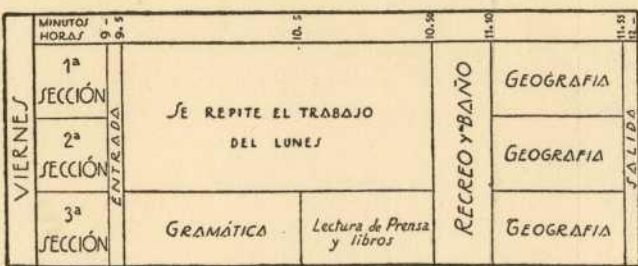 MINUTOS
HORAS
9 -
9.5
10.5
10.50
11.10
11.55
12 -
VIERNES
1ª
SECCIÓN
2ª
SECCIÓN
3ª
SECCIÓN
ENTRADA
SE REPITE EL TRABAJO
DEL LUNES
GRAMÁTICA
Lectura de Prensa
y libros
RECREO Y BAÑO
GEOGRAFIA
GEOGRAFIA
GEOGRAFIA
SALIDA